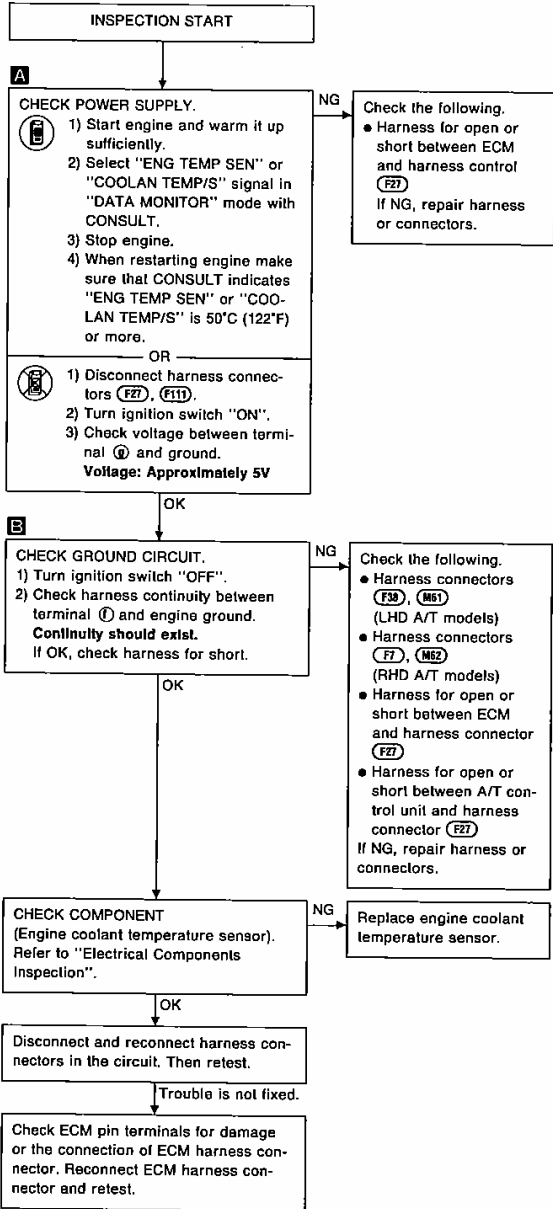 INSPECTION START
A
CHECK POWER SUPPLY.
1) Start engine and warm it up
sufficiently.
2) Select "ENG TEMP SEN" or
"COOLAN TEMP/S" signal in
"DATA MONITOR" mode with
CONSULT.
3) Stop engine.
4) When restarting engine make
sure that CONSULT indicates
"ENG TEMP SEN" or "COO-
LAN TEMP/S" is 50°C (122°F)
or more.
OR
1) Disconnect harness connec-
tors (F27), (F111).
2) Turn ignition switch "ON".
3) Check voltage between termi-
nal ⓖ and ground.
Voltage: Approximately 5V
NG
Check the following.
● Harness for open or
short between ECM
and harness control
(F27)
If NG, repair harness
or connectors.
OK
B
CHECK GROUND CIRCUIT.
1) Turn ignition switch "OFF".
2) Check harness continuity between
terminal ⓕ and engine ground.
Continuity should exist.
If OK, check harness for short.
NG
Check the following.
● Harness connectors
(F38), (M61)
(LHD A/T models)
● Harness connectors
(F7), (M62)
(RHD A/T models)
● Harness for open or
short between ECM
and harness connector
(F27)
● Harness for open or
short between A/T con-
trol unit and harness
connector (F27)
If NG, repair harness or
connectors.
OK
CHECK COMPONENT
(Engine coolant temperature sensor).
Refer to "Electrical Components
Inspection".
NG
Replace engine coolant
temperature sensor.
OK
Disconnect and reconnect harness con-
nectors in the circuit. Then retest.
Trouble is not fixed.
Check ECM pin terminals for damage
or the connection of ECM harness con-
nector. Reconnect ECM harness con-
nector and retest.